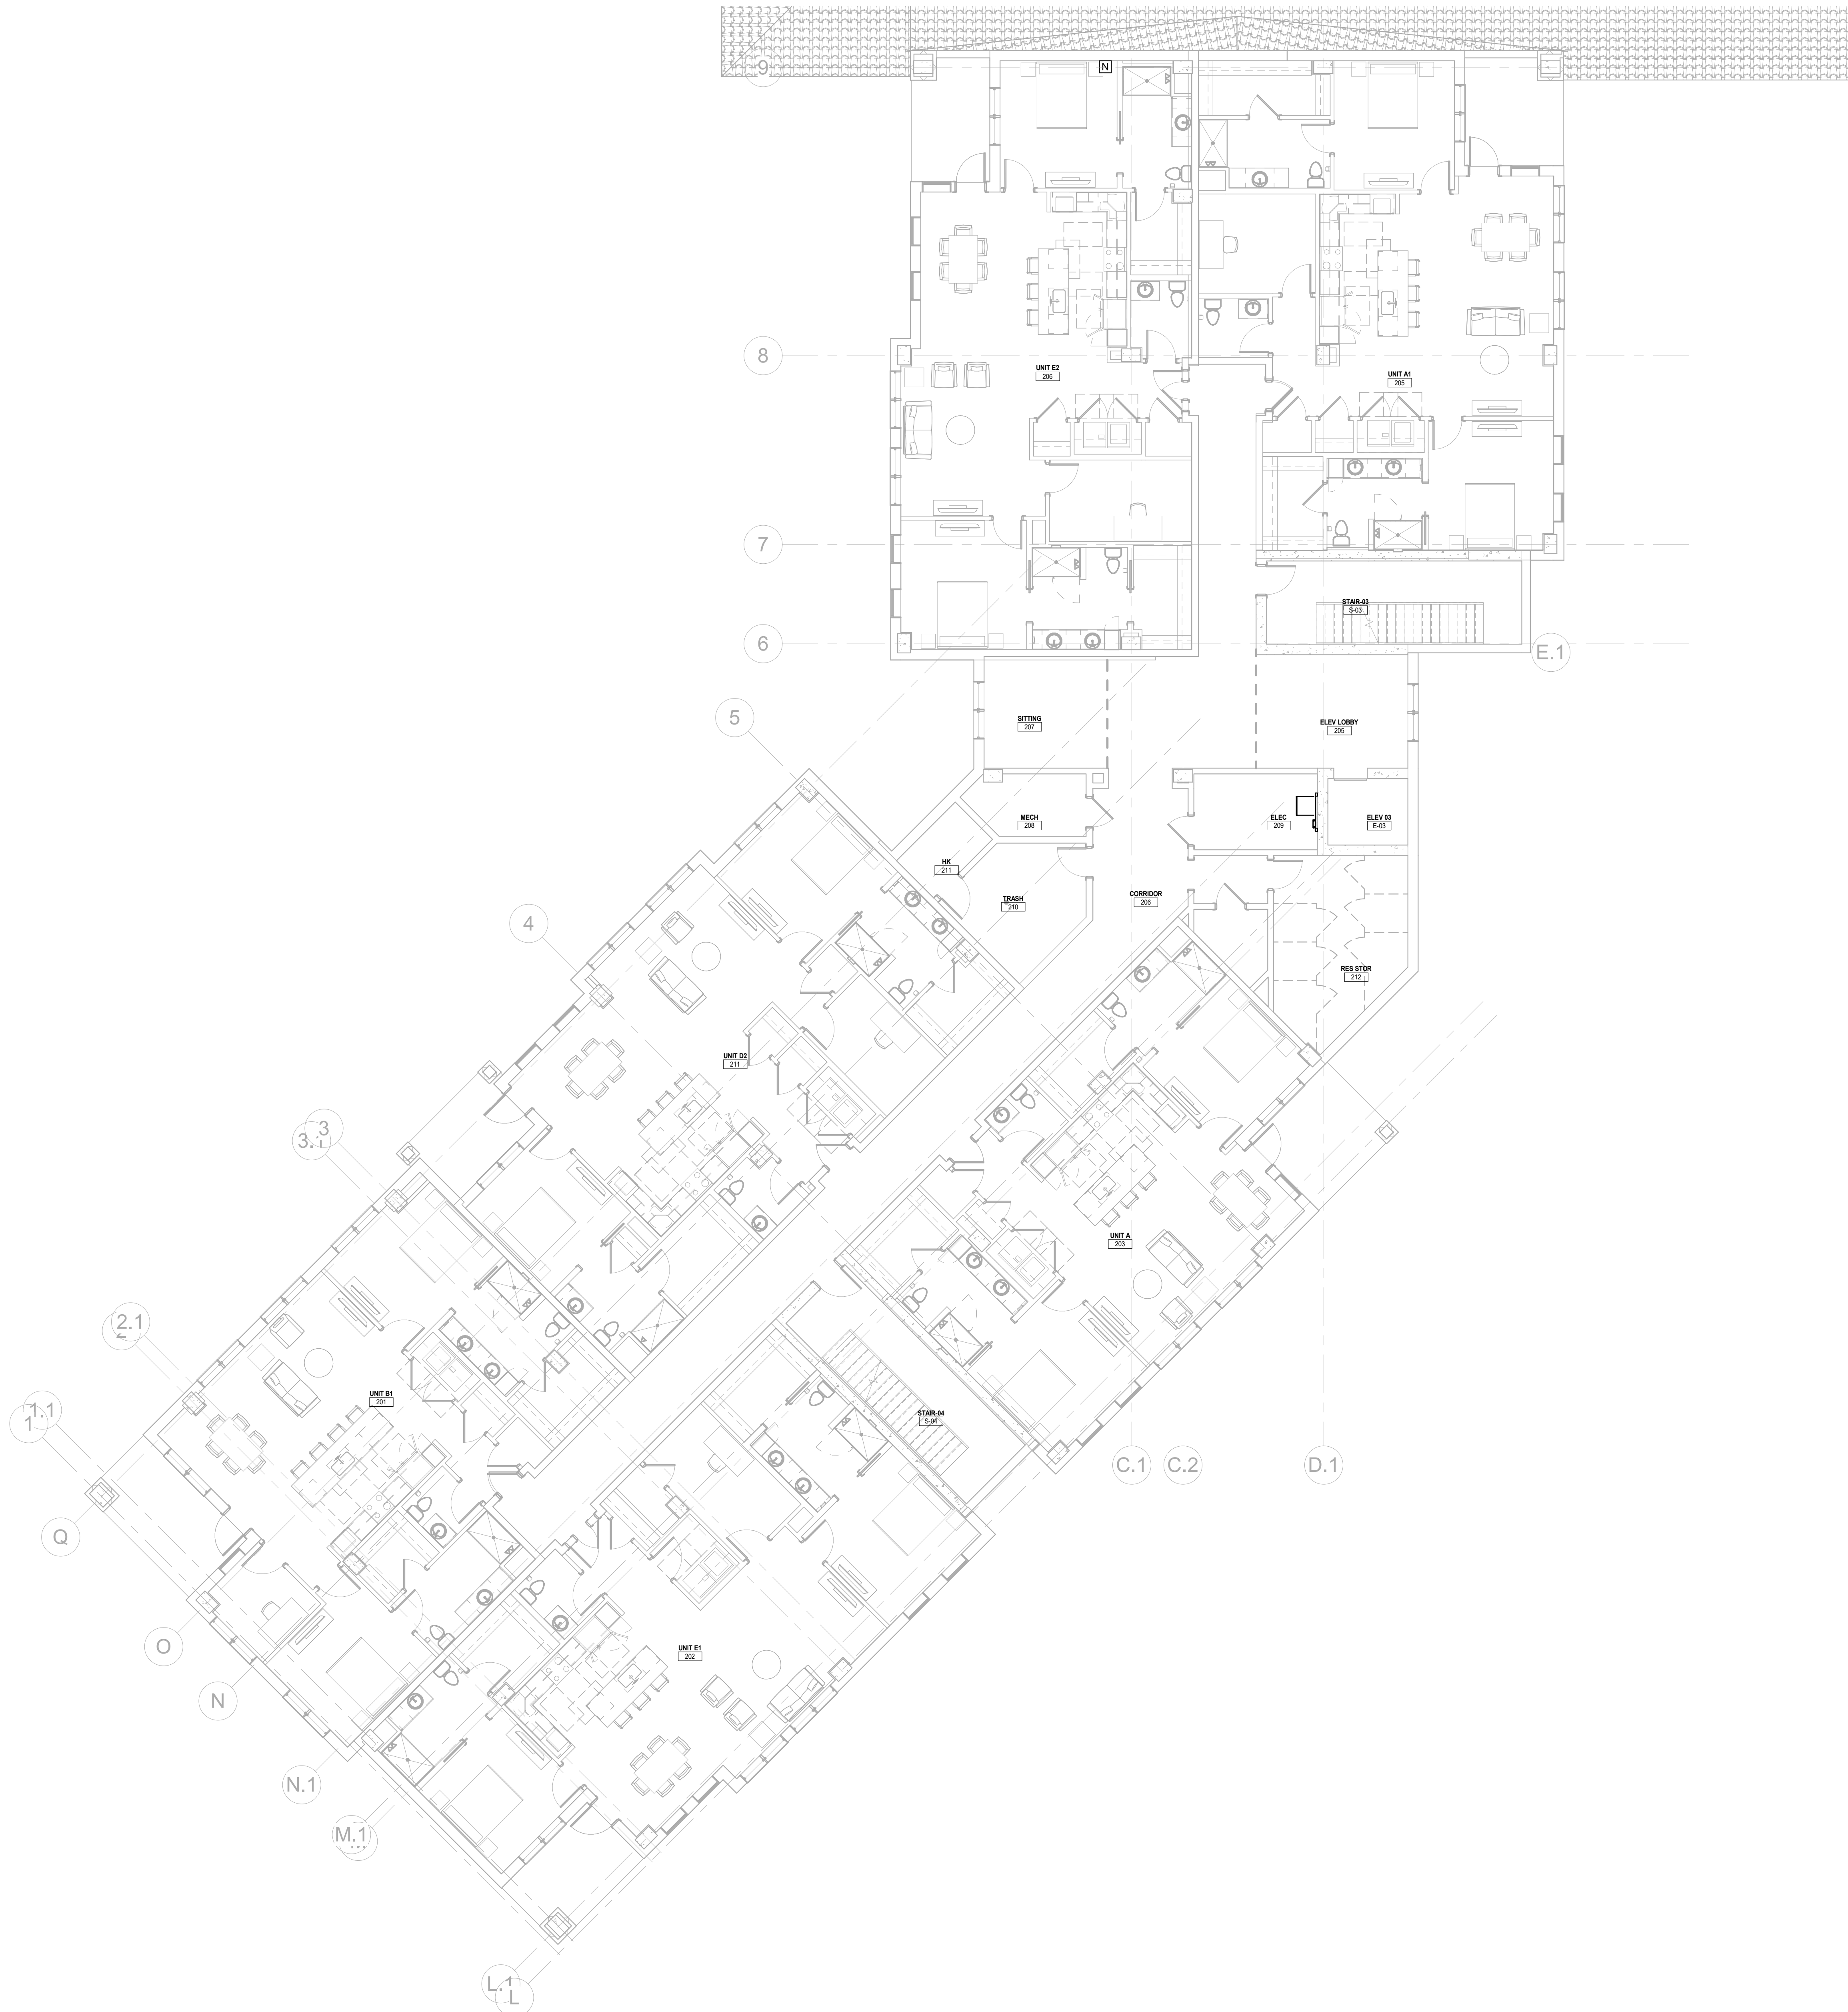 9
N
8
UNIT E2
206
UNIT A1
205
7
STAIR-03
S-03
6
E.1
5
SITTING
207
ELEV LOBBY
205
MECH
208
ELEC
209
ELEV 03
E-03
HK
211
TRASH
210
CORRIDOR
206
4
RES STOR
212
UNIT D2
211
3
3.1
UNIT A
203
2.1
2
UNIT B1
201
1.1
1
STAIR-04
S-04
C.1
C.2
D.1
Q
O
UNIT E1
202
N
N.1
M.1
L.1
L